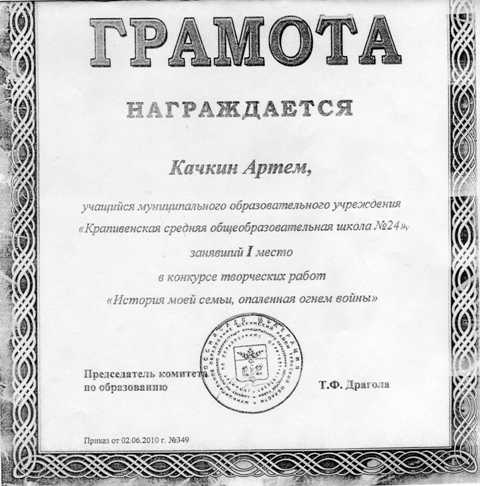 ГРАМОТА
НАГРАЖДАЕТСЯ
Качкин Артем,
учащийся муниципального образовательного учреждения
«Крапивенская средняя общеобразовательная школа №24»,
занявший I место
в конкурсе творческих работ
«История моей семьи, опаленная огнем войны»
Председатель комитета
по образованию
Т.Ф. Драгола
Приказ от 02.06.2010 г. №349